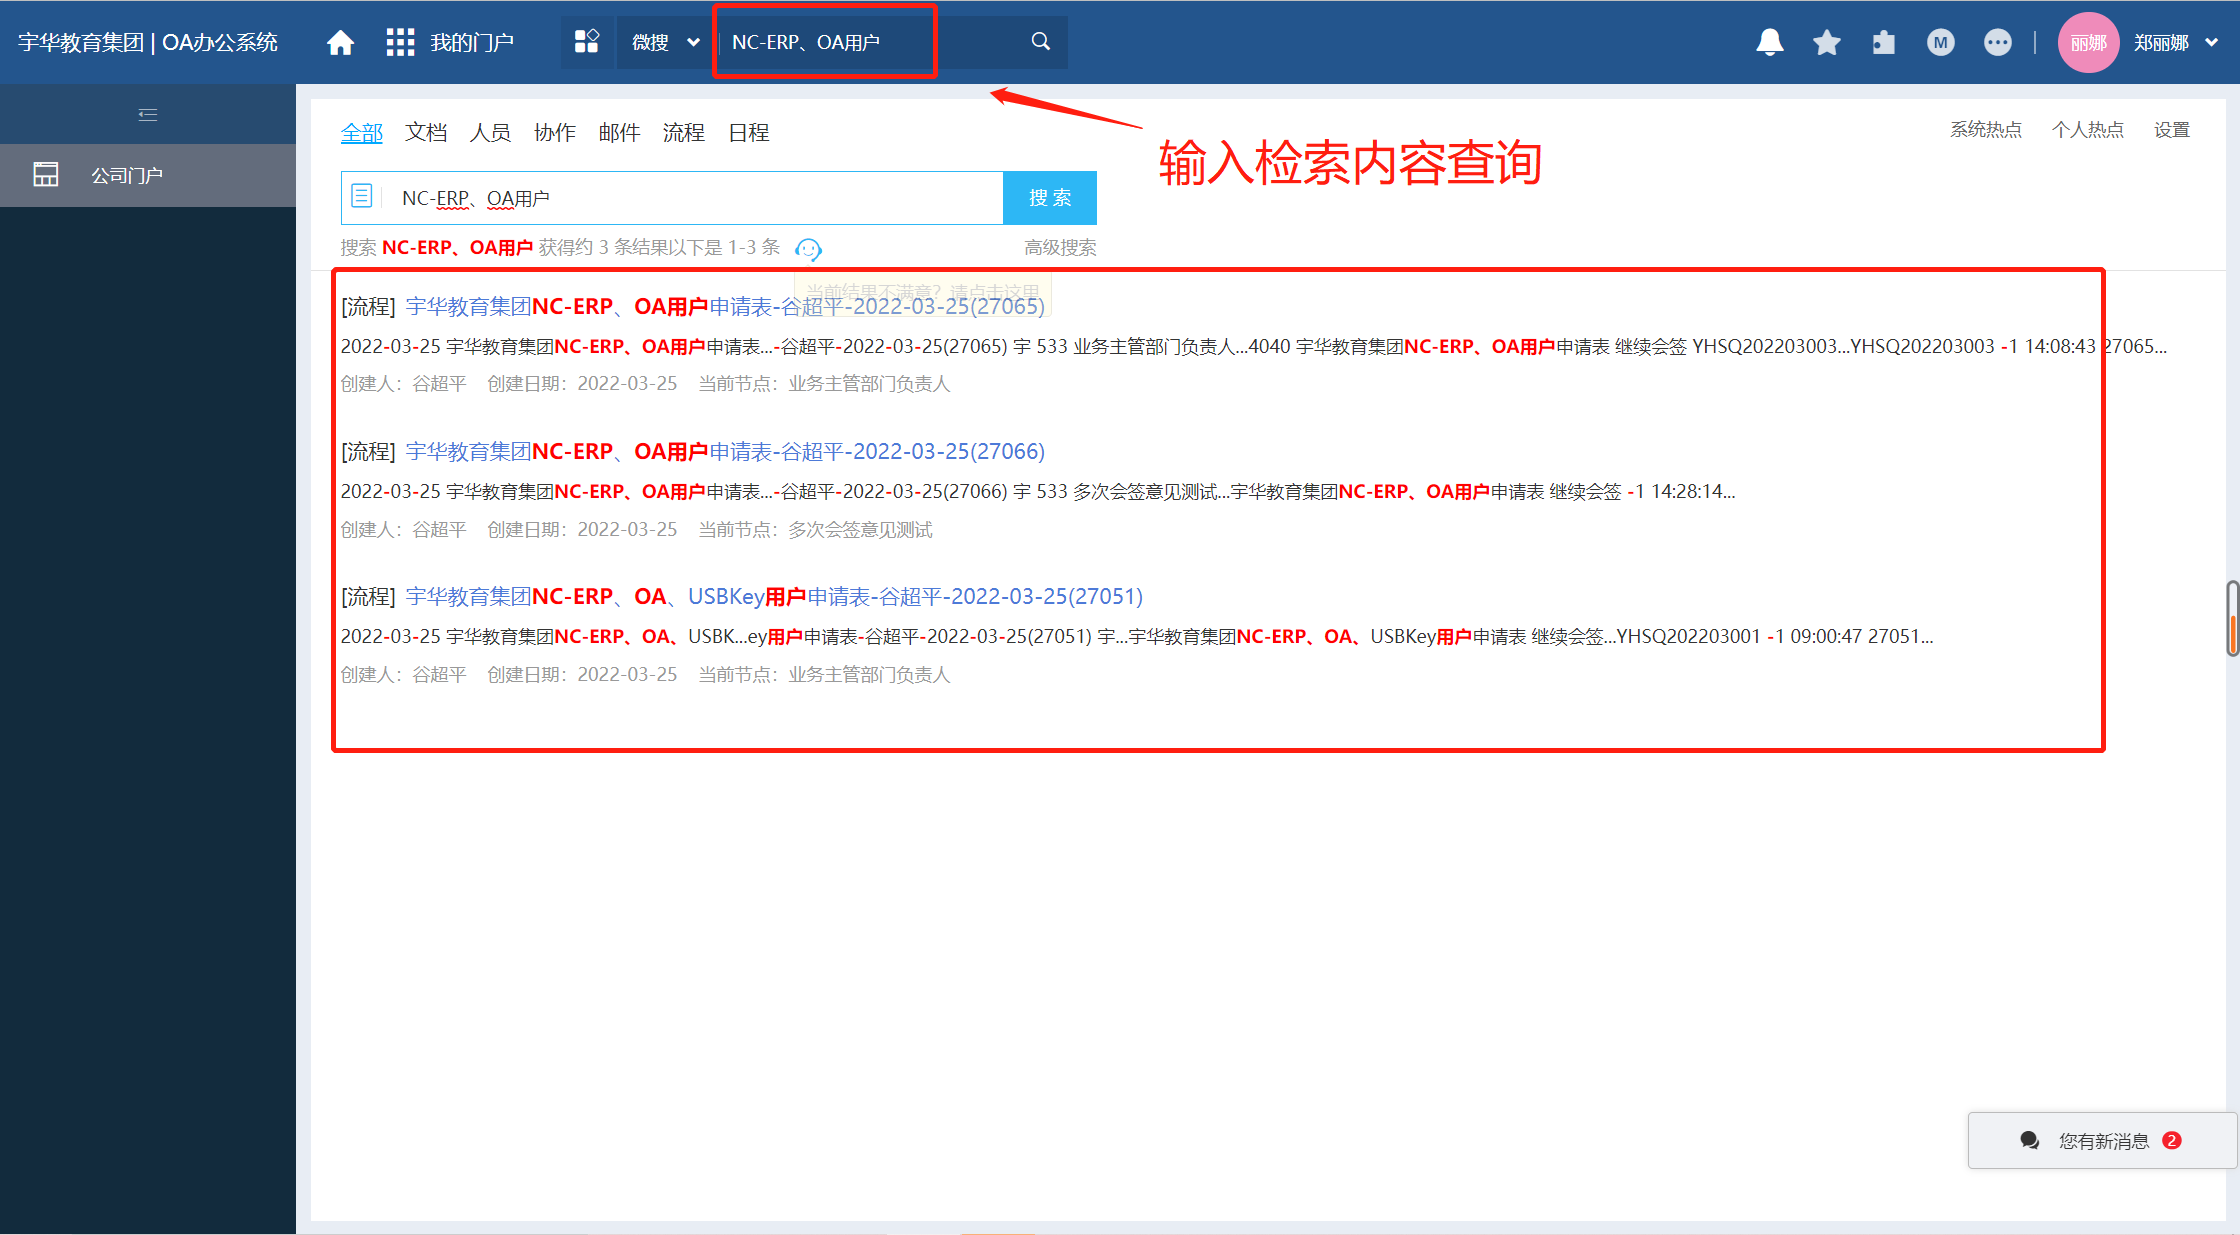 宇华教育集团 | OA办公系统 我的门户 微搜 NC-ERP、OA用户 M 丽娜 郑丽娜
公司门户
全部 文档 人员 协作 邮件 流程 日程 系统热点 个人热点 设置
输入检索内容查询
NC-ERP、OA用户 搜 索
搜索 NC-ERP、OA用户 获得约 3 条结果以下是 1-3 条 高级搜索
当前结果不满意？请点击这里
[流程] 宇华教育集团NC-ERP、OA用户申请表-谷超平-2022-03-25(27065)
2022-03-25 宇华教育集团NC-ERP、OA用户申请表...-谷超平-2022-03-25(27065) 宇 533 业务主管部门负责人...4040 宇华教育集团NC-ERP、OA用户申请表 继续会签 YHSQ202203003...YHSQ202203003 -1 14:08:43 27065...
创建人：谷超平 创建日期：2022-03-25 当前节点：业务主管部门负责人
[流程] 宇华教育集团NC-ERP、OA用户申请表-谷超平-2022-03-25(27066)
2022-03-25 宇华教育集团NC-ERP、OA用户申请表...-谷超平-2022-03-25(27066) 宇 533 多次会签意见测试...宇华教育集团NC-ERP、OA用户申请表 继续会签 -1 14:28:14...
创建人：谷超平 创建日期：2022-03-25 当前节点：多次会签意见测试
[流程] 宇华教育集团NC-ERP、OA、USBKey用户申请表-谷超平-2022-03-25(27051)
2022-03-25 宇华教育集团NC-ERP、OA、USBK...ey用户申请表-谷超平-2022-03-25(27051) 宇...宇华教育集团NC-ERP、OA、USBKey用户申请表 继续会签...YHSQ202203001 -1 09:00:47 27051...
创建人：谷超平 创建日期：2022-03-25 当前节点：业务主管部门负责人
您有新消息 2